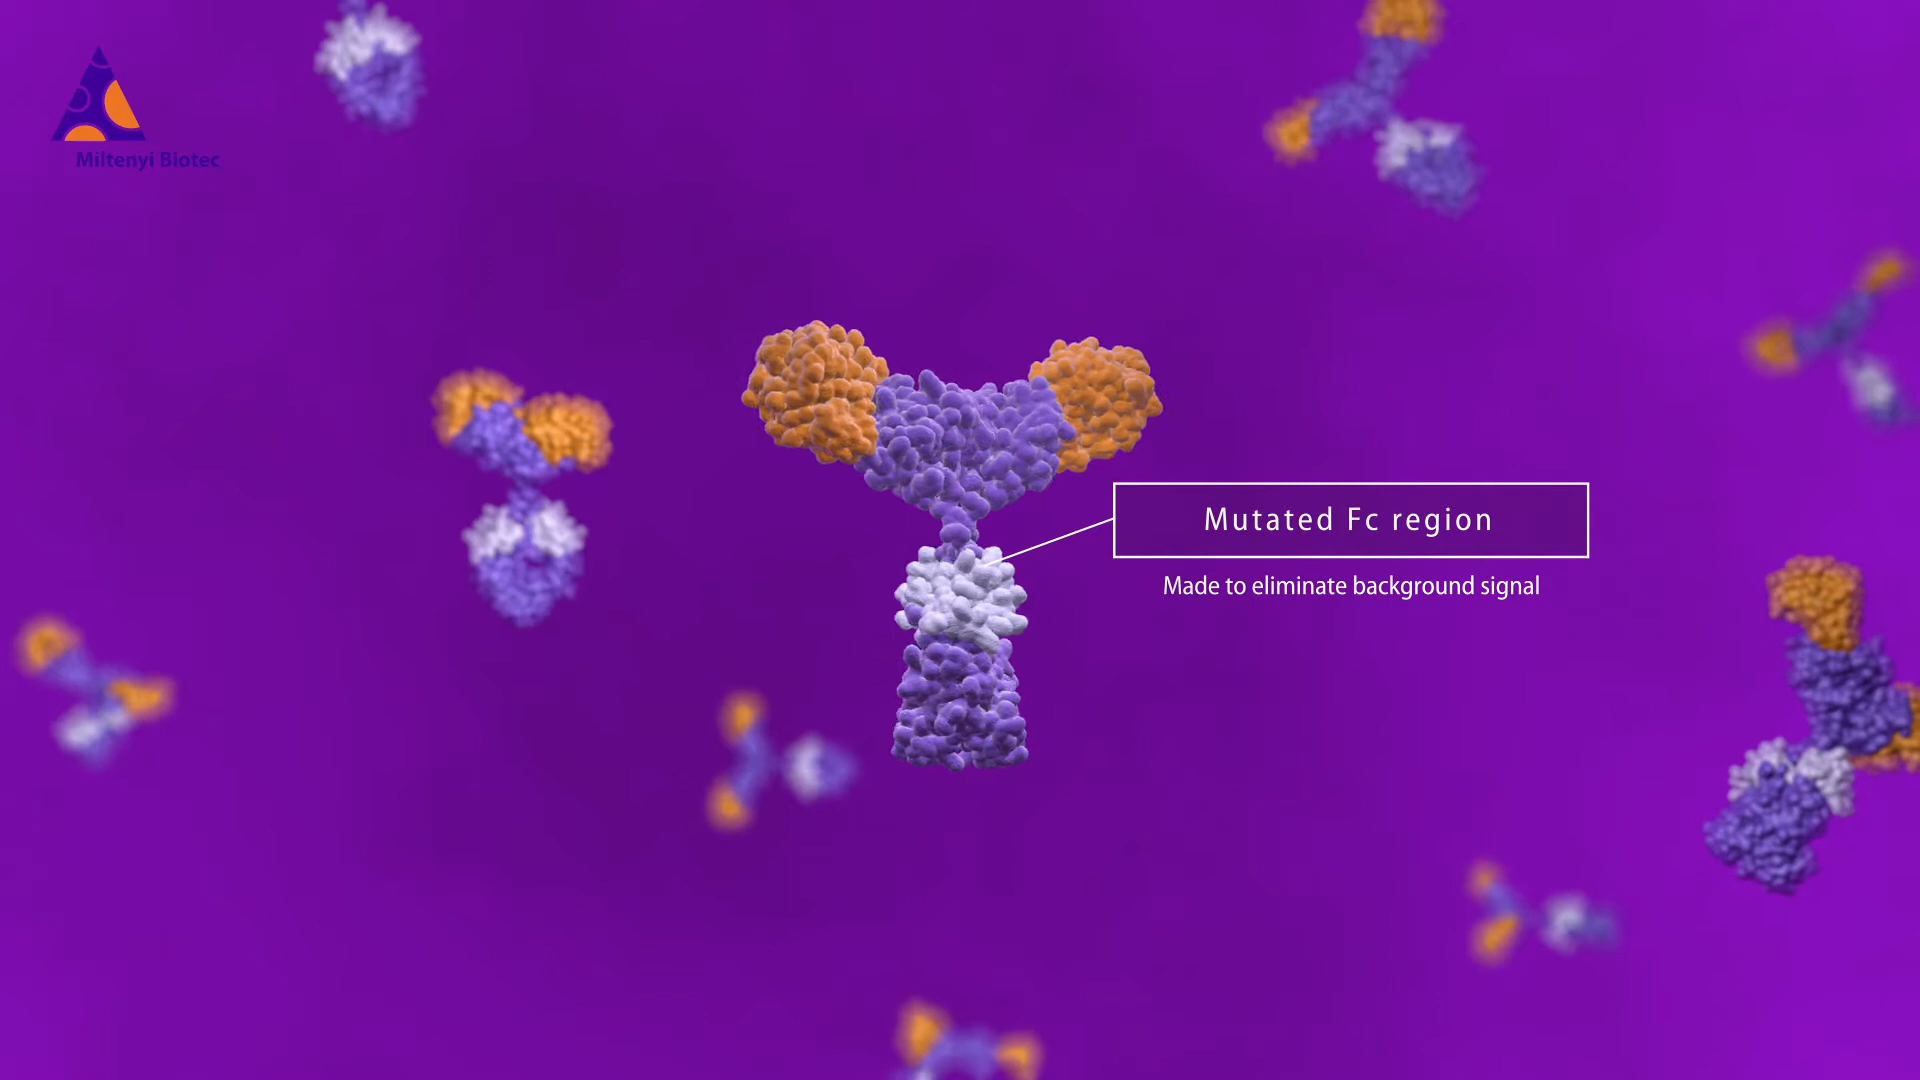 Miltenyi Biotec
Mutated Fc region
Made to eliminate background signal